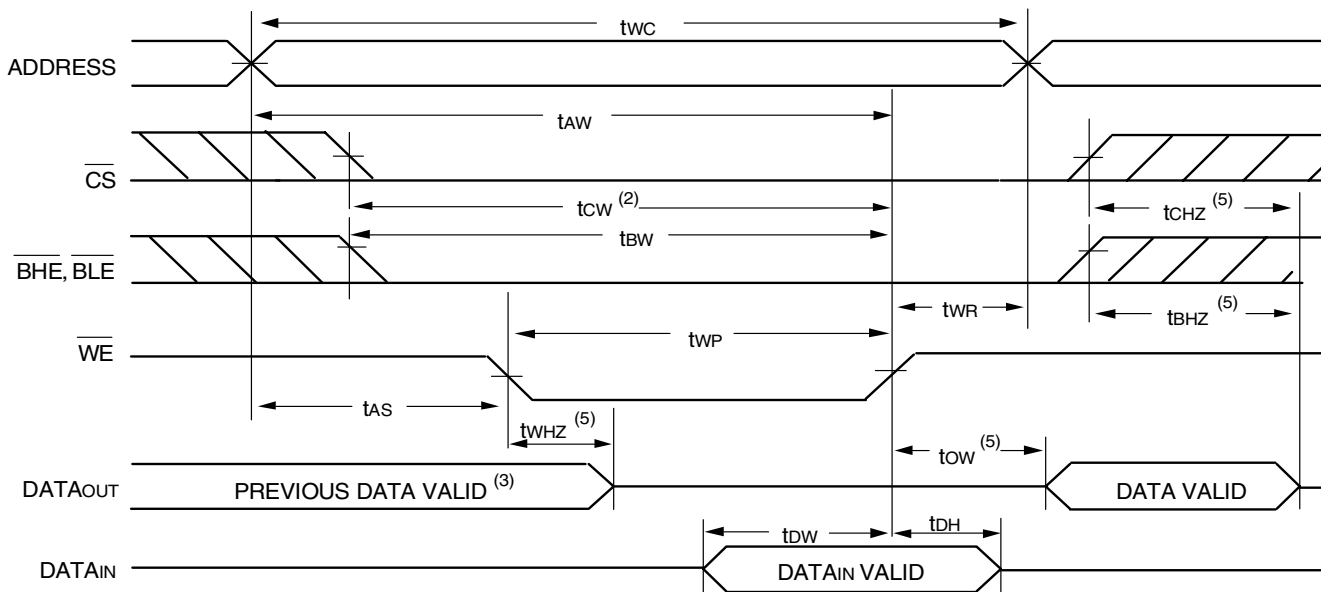 tWC
ADDRESS
tAW
CS
tCW (2)
tCHZ (5)
tBW
BHE, BLE
tWR
tBHZ (5)
tWP
WE
tAS
tWHZ (5)
tOW (5)
DATAOUT
PREVIOUS DATA VALID (3)
DATA VALID
tDW
tDH
DATAIN
DATAIN VALID